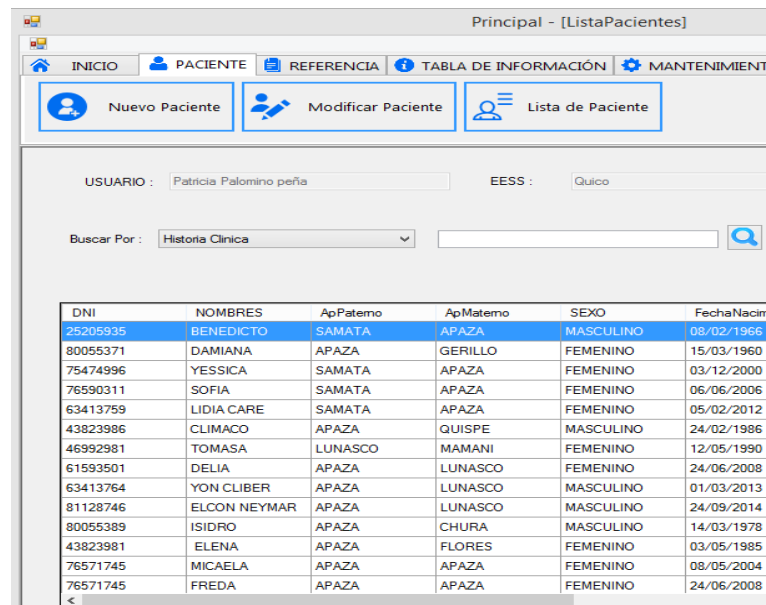 Principal - [ListaPacientes]
INICIO PACIENTE REFERENCIA TABLA DE INFORMACIÓN MANTENIMIENT
Nuevo Paciente Modificar Paciente Lista de Paciente
USUARIO : Patricia Palomino peña EESS : Quico
Buscar Por : Historia Clinica
DNI NOMBRES ApPaterno ApMaterno SEXO FechaNacim
25205935 BENEDICTO SAMATA APAZA MASCULINO 08/02/1966
80055371 DAMIANA APAZA GERILLO FEMENINO 15/03/1960
75474996 YESSICA SAMATA APAZA FEMENINO 03/12/2000
76590311 SOFIA SAMATA APAZA FEMENINO 06/06/2006
63413759 LIDIA CARE SAMATA APAZA FEMENINO 05/02/2012
43823986 CLIMACO APAZA QUISPE MASCULINO 24/02/1986
46992981 TOMASA LUNASCO MAMANI FEMENINO 12/05/1990
61593501 DELIA APAZA LUNASCO FEMENINO 24/06/2008
63413764 YON CLIBER APAZA LUNASCO MASCULINO 01/03/2013
81128746 ELCON NEYMAR APAZA LUNASCO MASCULINO 24/09/2014
80055389 ISIDRO APAZA CHURA MASCULINO 14/03/1978
43823981 ELENA APAZA FLORES FEMENINO 03/05/1985
76571745 MICAELA APAZA APAZA FEMENINO 08/05/2004
76571745 FREDA APAZA APAZA FEMENINO 24/06/2008